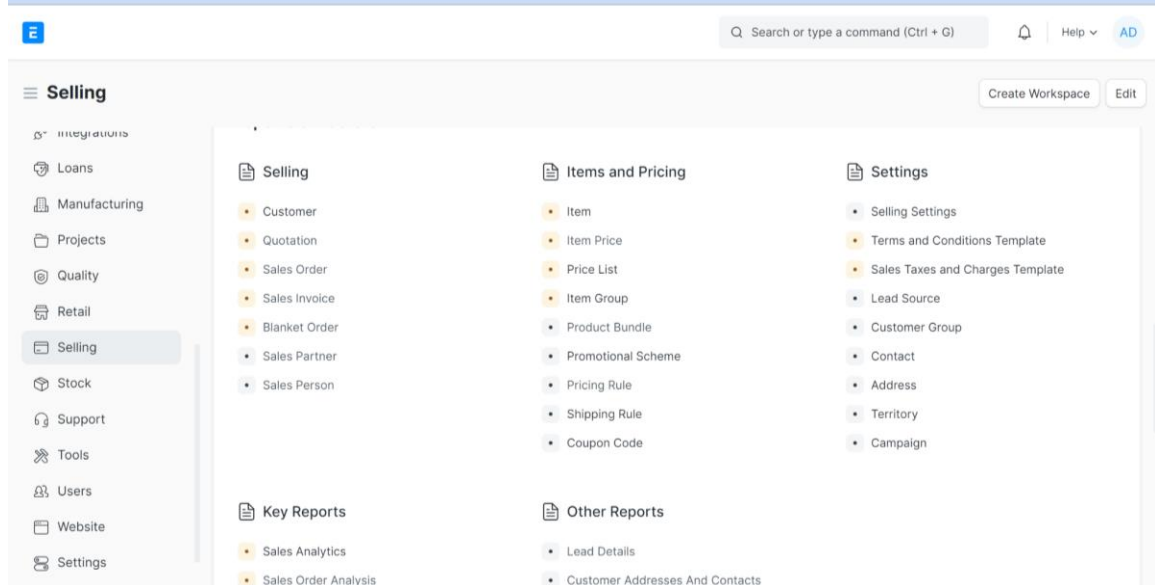 E
Search or type a command (Ctrl + G)
Help
AD
Selling
Create Workspace
Edit
Integrations
Loans
Manufacturing
Projects
Quality
Retail
Selling
Stock
Support
Tools
Users
Website
Settings
Selling
Customer
Quotation
Sales Order
Sales Invoice
Blanket Order
Sales Partner
Sales Person
Items and Pricing
Item
Item Price
Price List
Item Group
Product Bundle
Promotional Scheme
Pricing Rule
Shipping Rule
Coupon Code
Settings
Selling Settings
Terms and Conditions Template
Sales Taxes and Charges Template
Lead Source
Customer Group
Contact
Address
Territory
Campaign
Key Reports
Sales Analytics
Sales Order Analysis
Other Reports
Lead Details
Customer Addresses And Contacts